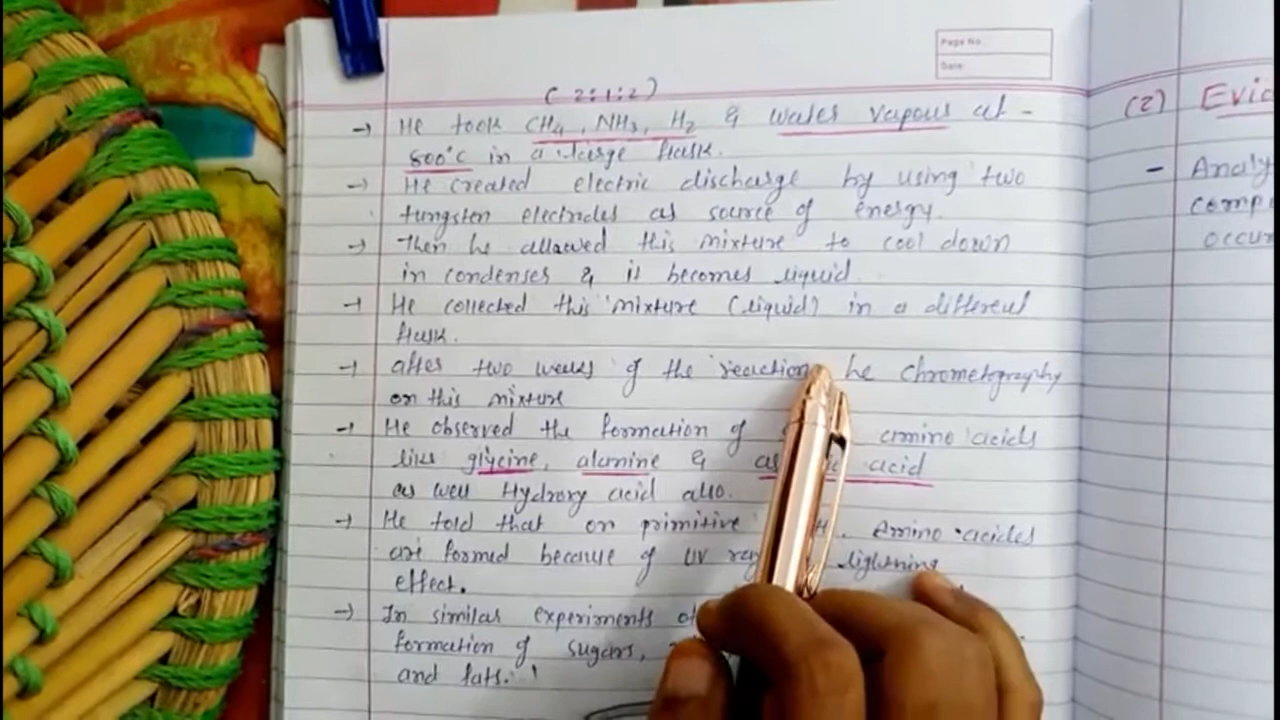 Page No.
Date:
(2:1:2)
→ He took CH4, NH3, H2 & water vapous at -
800°C in a large flask.
→ He created electric discharge by using two
tungsten electrodes as source of energy.
→ Then he allowed this mixture to cool down
in condenses & it becomes liquid.
→ He collected this mixture (liquid) in a different
flask.
→ after two weeks of the reaction he chrometography
on this mixture
→ He observed the formation of amino acids
like glycine, alanine & acid
as well Hydroxy acid also.
→ He told that on primitive Amino acides
are formed because of UV lightning
effect.
→ In similar experiments
formation of sugars,
and fats.
(2) Evic
- Analy
comp
occur